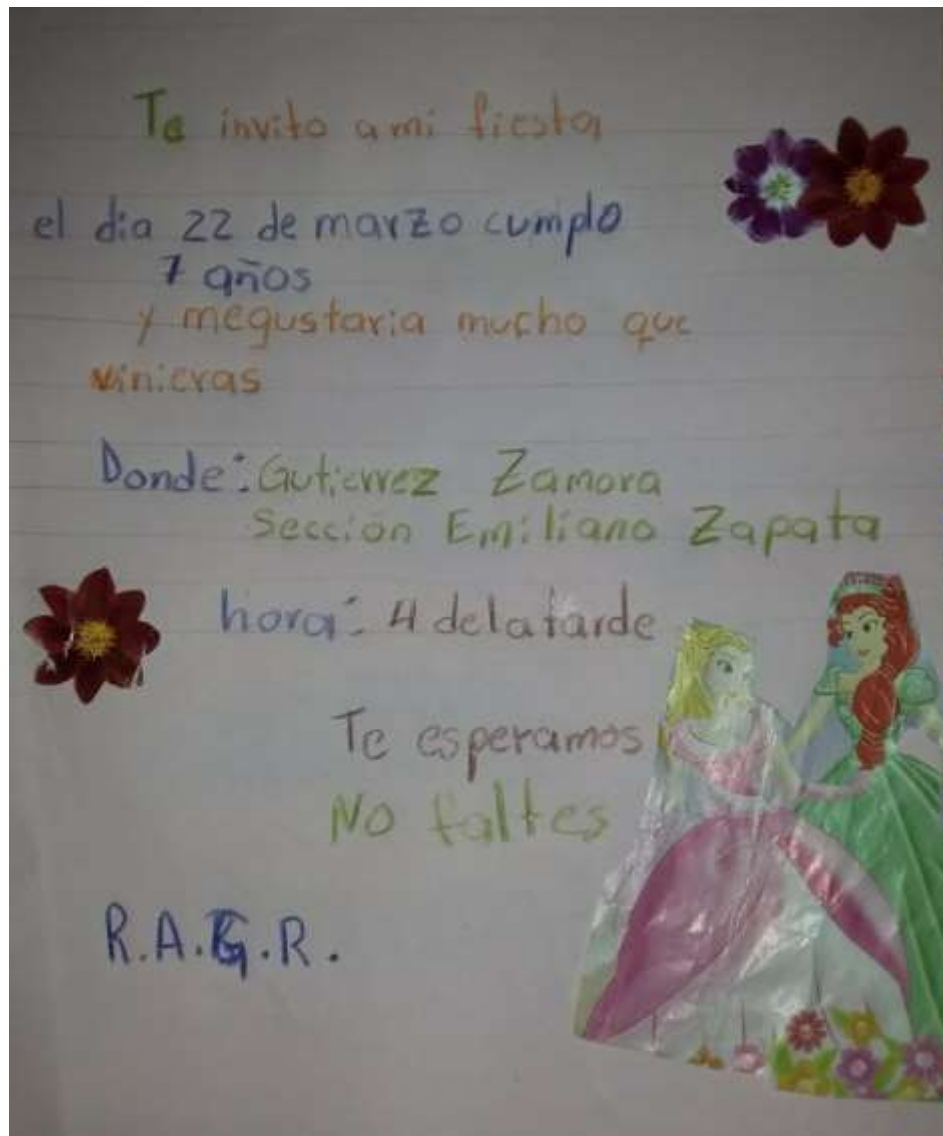 Te invito a mi fiesta
el dia 22 de marzo cumplo
7 años
y megustaria mucho que
vinieras
Donde: Gutierrez Zamora
Sección Emiliano Zapata
hora: 4 delatarde
Te esperamos
No faltes
R.A.G.R.